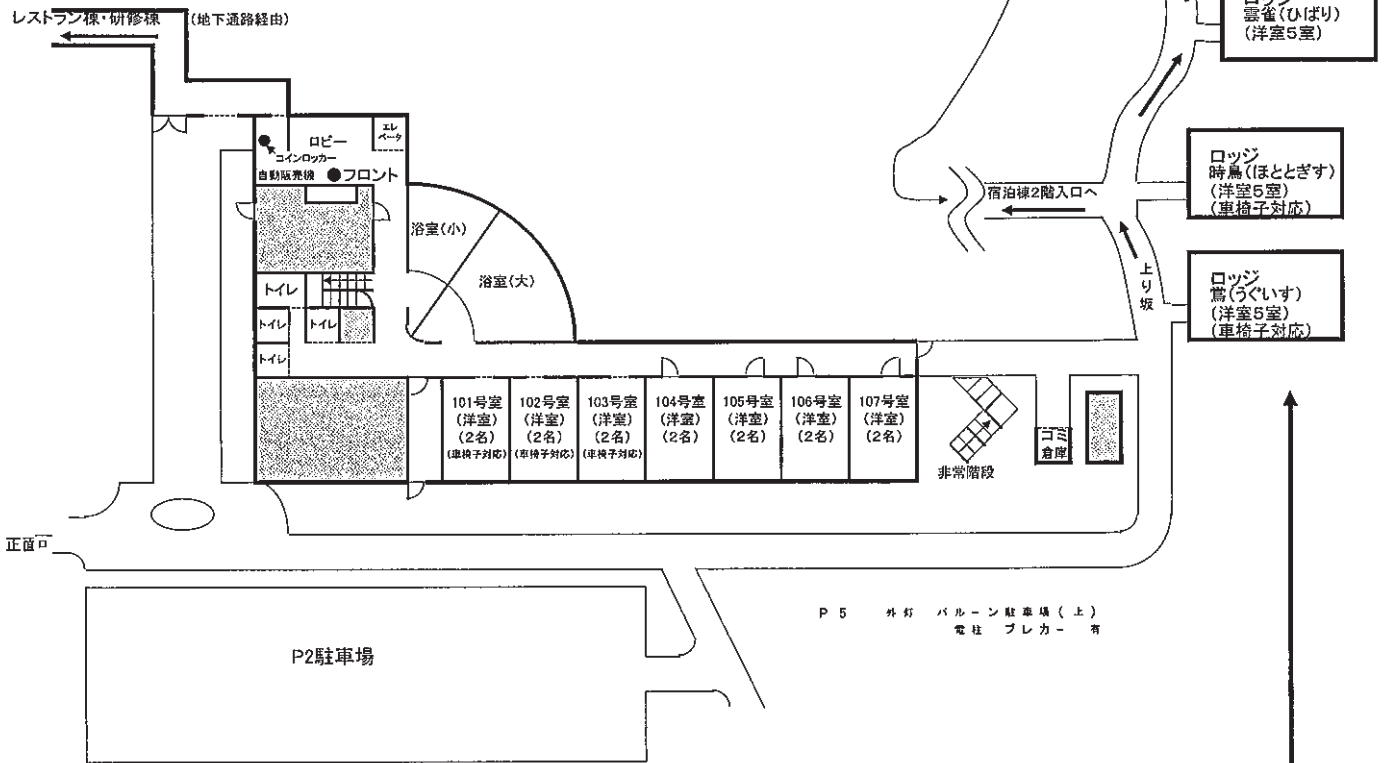 レストラン棟・研修棟 (地下通路経由)
ロッジ
雲雀(ひばり)
(洋室5室)
ロビー
エレベータ
コインロッカー
自動販売機 ●フロント
ロッジ
時鳥(ほととぎす)
(洋室5室)
(車椅子対応)
宿泊棟2階入口へ
浴室(小)
浴室(大)
上り坂
ロッジ
鴬(うぐいす)
(洋室5室)
(車椅子対応)
トイレ
トイレ
トイレ
トイレ
101号室
(洋室)
(2名)
(車椅子対応)
102号室
(洋室)
(2名)
(車椅子対応)
103号室
(洋室)
(2名)
(車椅子対応)
104号室
(洋室)
(2名)
105号室
(洋室)
(2名)
106号室
(洋室)
(2名)
107号室
(洋室)
(2名)
非常階段
ゴミ
倉庫
正面口
P5 外灯 バルーン駐車場(上)
電柱 ブレカー 有
P2駐車場